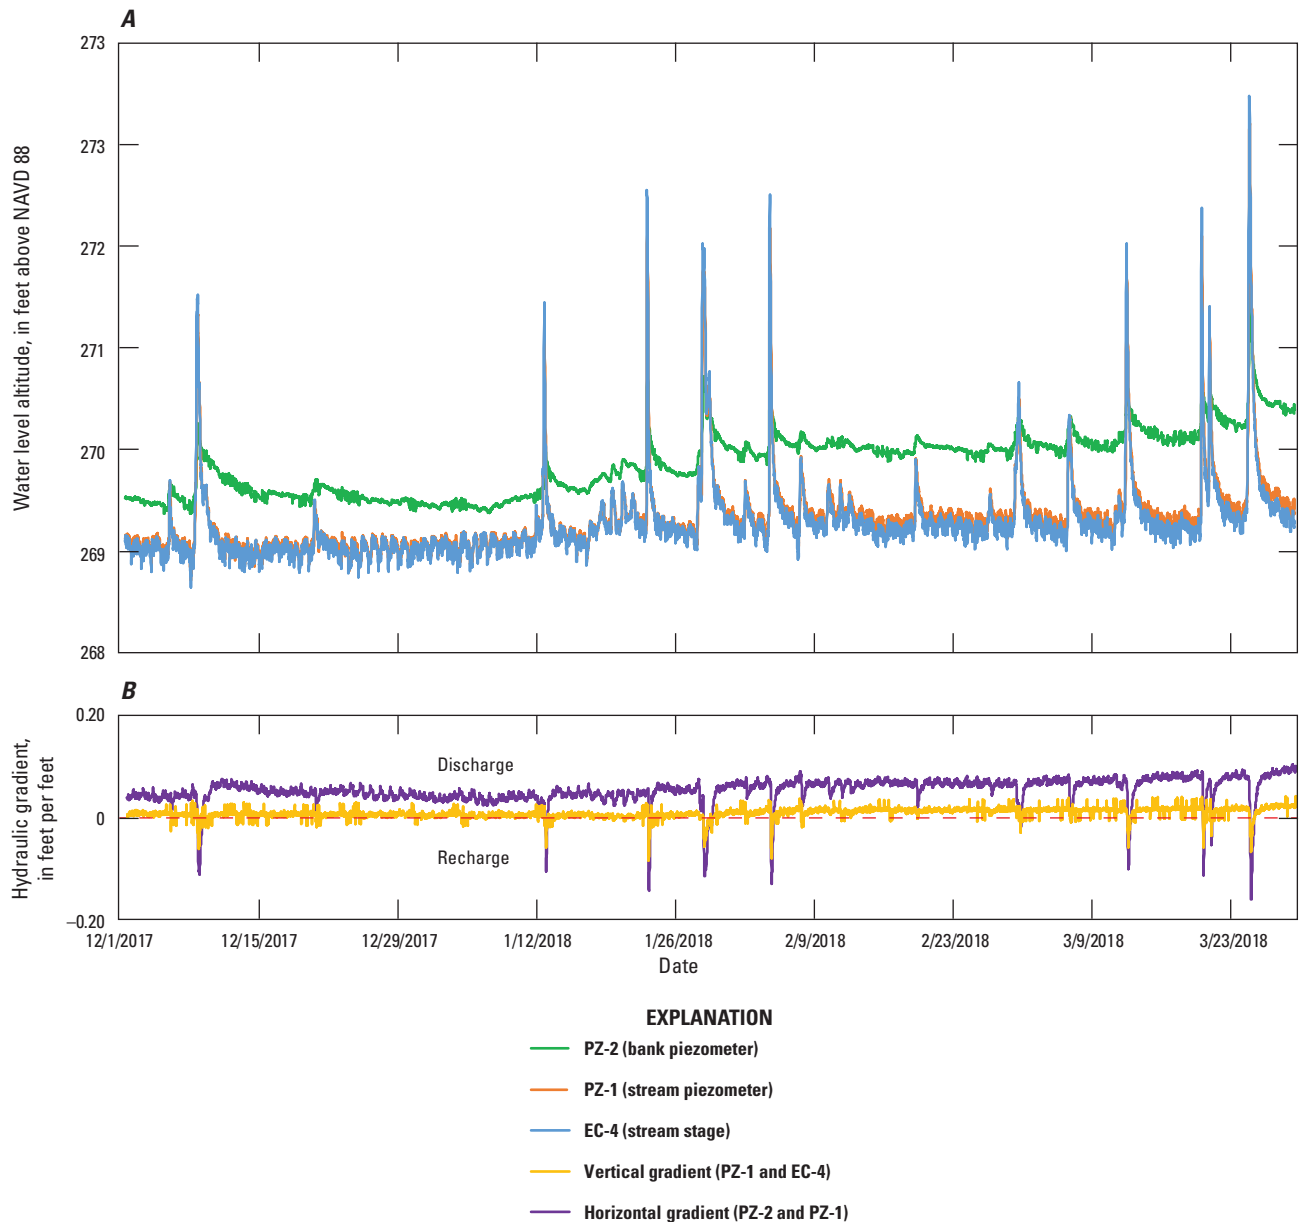 A
Water level altitude, in feet above NAVD 88
273
273
272
271
270
269
268
B
Hydraulic gradient,
in feet per feet
0.20
0
–0.20
Discharge
Recharge
12/1/2017 12/15/2017 12/29/2017 1/12/2018 1/26/2018 2/9/2018 2/23/2018 3/9/2018 3/23/2018
Date
EXPLANATION
PZ-2 (bank piezometer)
PZ-1 (stream piezometer)
EC-4 (stream stage)
Vertical gradient (PZ-1 and EC-4)
Horizontal gradient (PZ-2 and PZ-1)